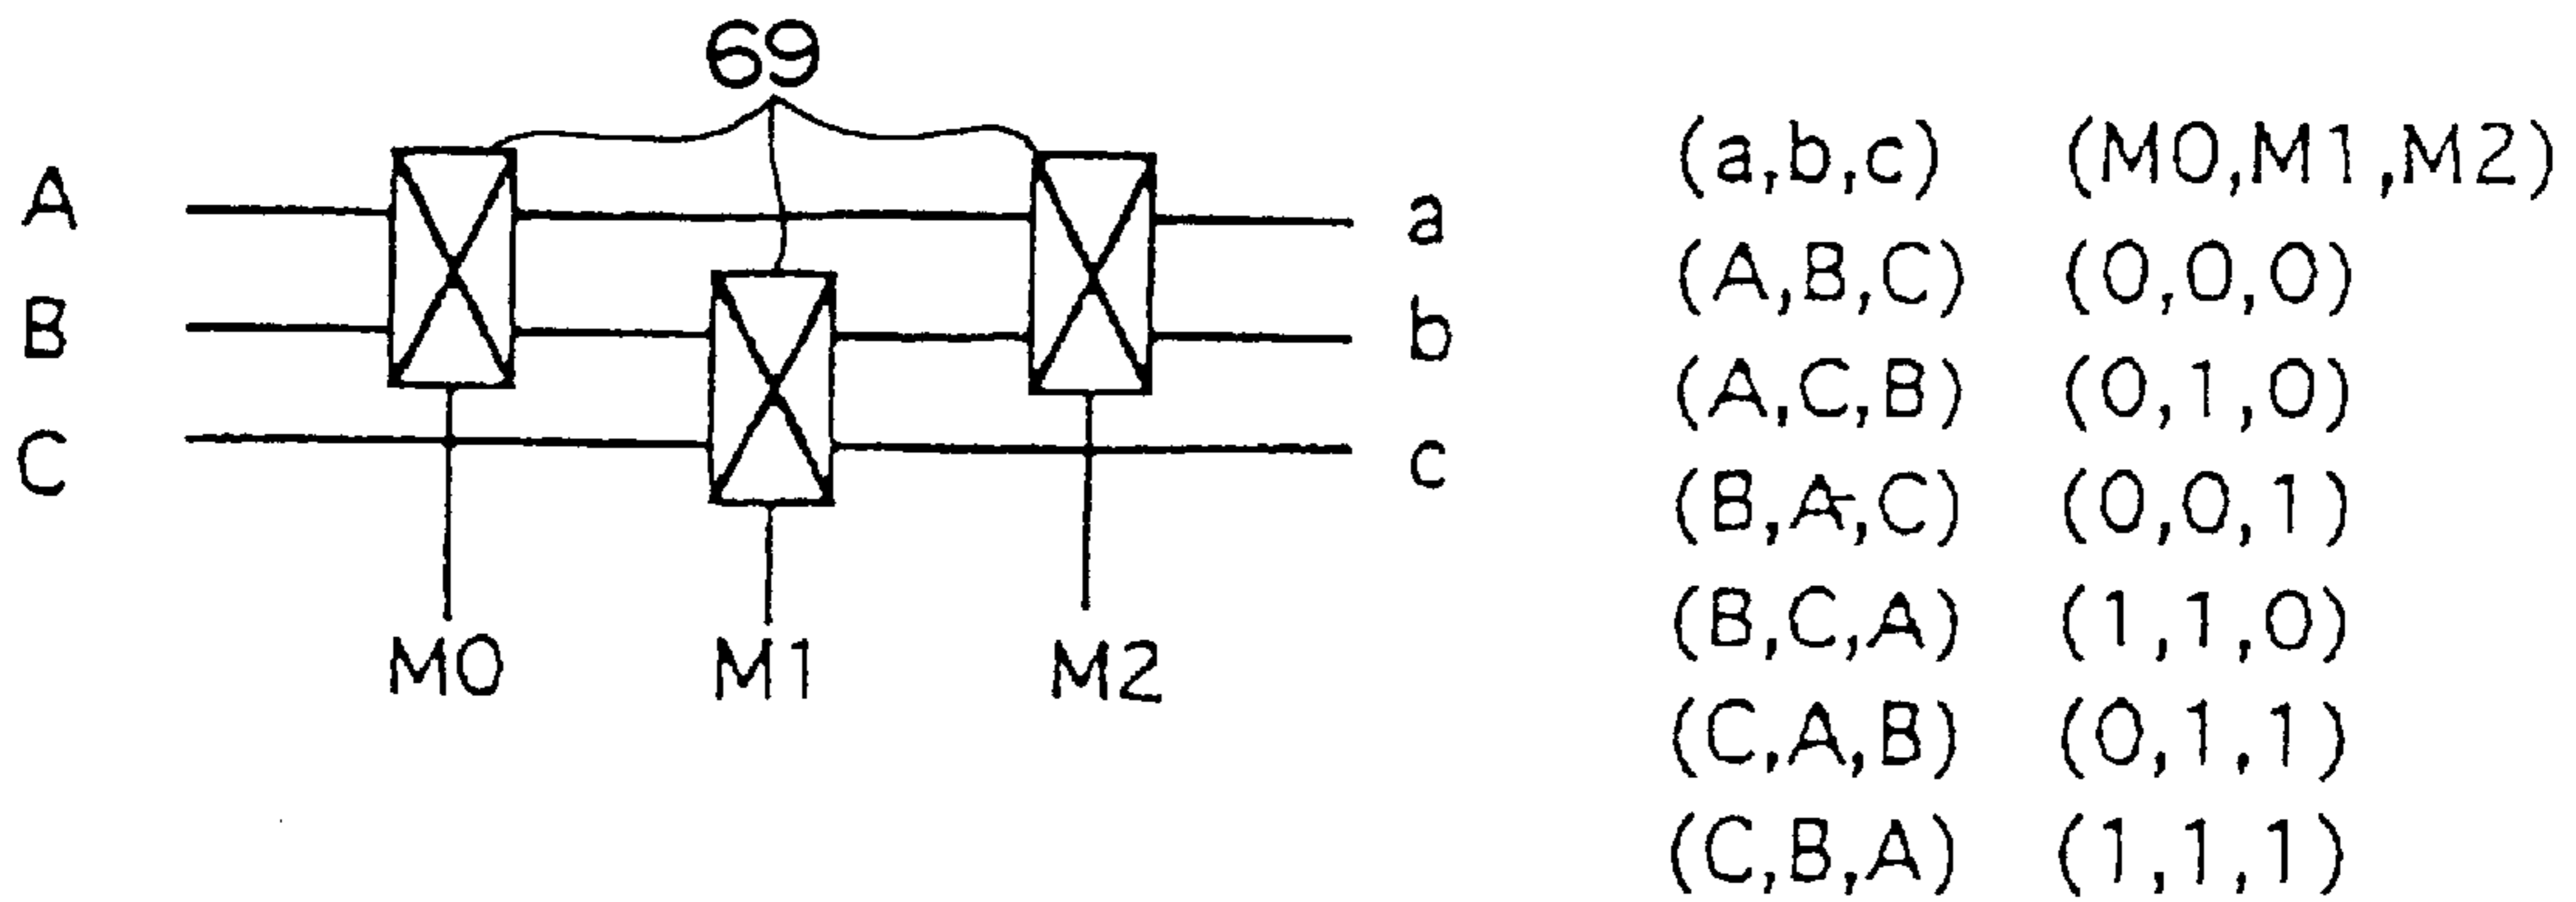 69
A
B
C
a
b
c
M0
M1
M2
(a,b,c) (M0,M1,M2)
(A,B,C) (0,0,0)
(A,C,B) (0,1,0)
(B,A,C) (0,0,1)
(B,C,A) (1,1,0)
(C,A,B) (0,1,1)
(C,B,A) (1,1,1)